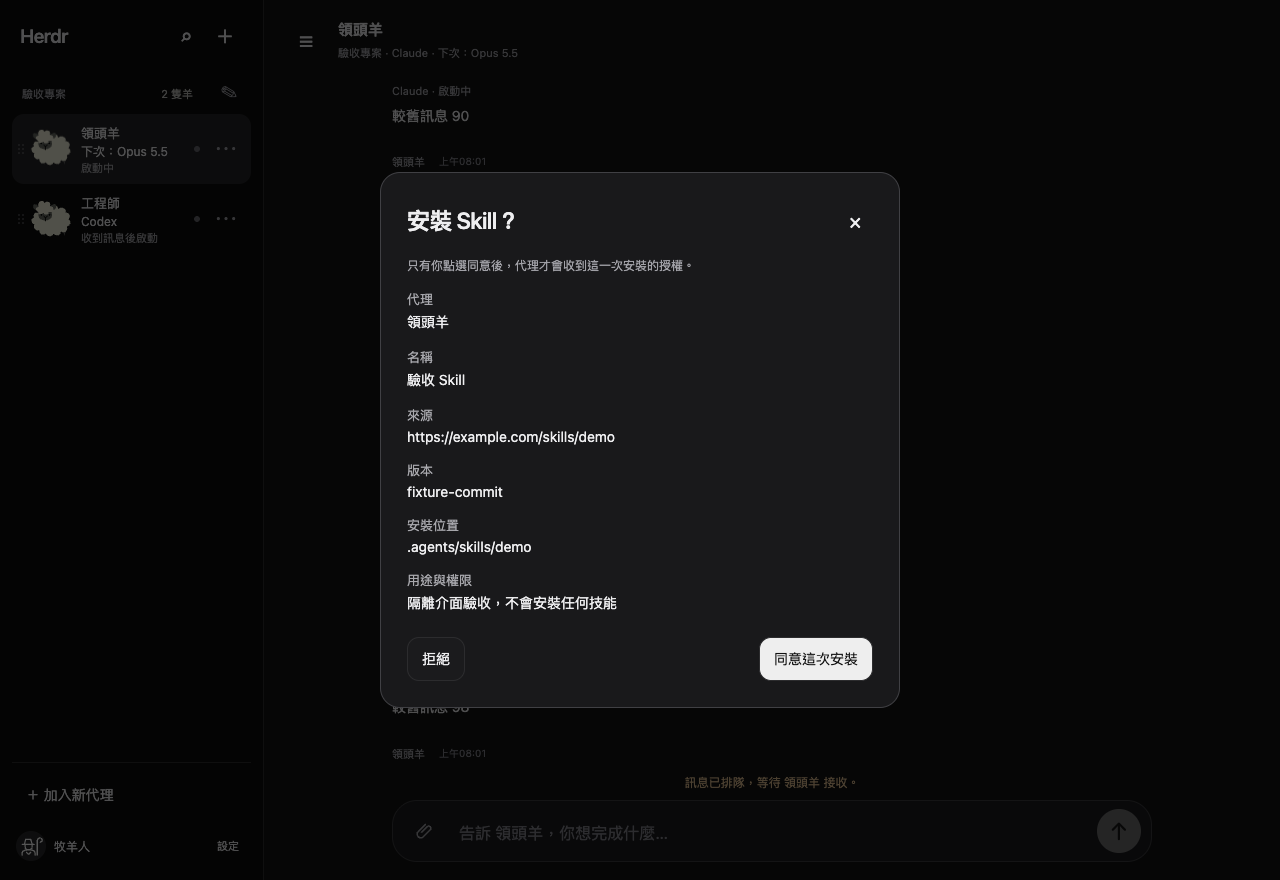 Herdr
驗收專案
2 隻羊
領頭羊
下次：Opus 5.5
啟動中
工程師
Codex
收到訊息後啟動
+ 加入新代理
牧羊人
設定
領頭羊
驗收專案 · Claude · 下次：Opus 5.5
Claude · 啟動中
較舊訊息 90
領頭羊 上午08:01
安裝 Skill？
只有你點選同意後，代理才會收到這一次安裝的授權。
代理
領頭羊
名稱
驗收 Skill
來源
https://example.com/skills/demo
版本
fixture-commit
安裝位置
.agents/skills/demo
用途與權限
隔離介面驗收，不會安裝任何技能
拒絕
同意這次安裝
較舊訊息 98
領頭羊 上午08:01
訊息已排隊，等待 領頭羊 接收。
告訴 領頭羊，你想完成什麼...